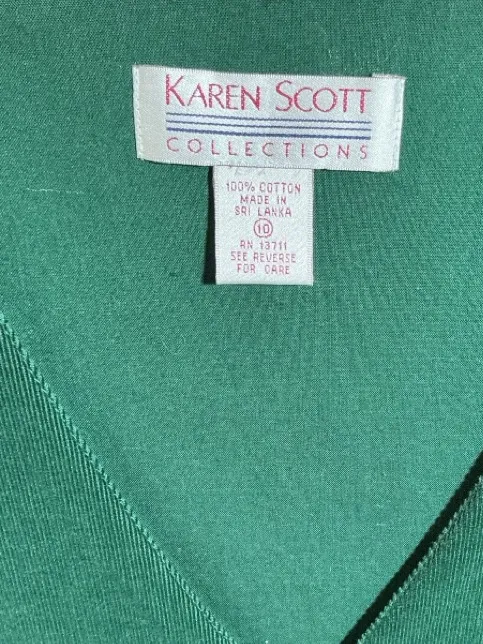 KAREN SCOTT
COLLECTIONS
100% COTTON
MADE IN
SRI LANKA
10
RN 13711
SEE REVERSE
FOR CARE